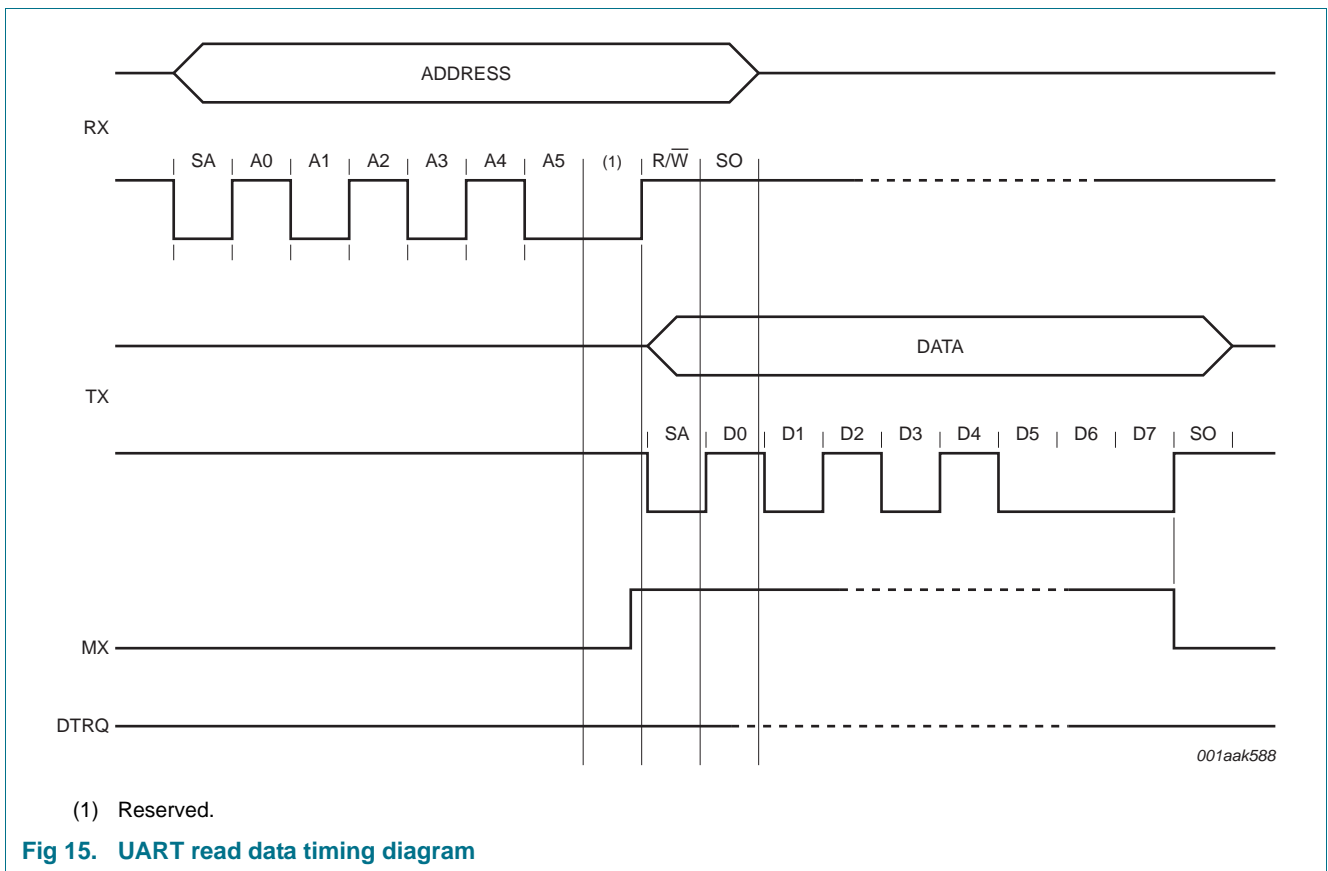 ADDRESS
RX
SA A0 A1 A2 A3 A4 A5 (1) R/W̅ SO
DATA
TX
SA D0 D1 D2 D3 D4 D5 D6 D7 SO
MX
DTRQ
001aak588
(1) Reserved.
Fig 15. UART read data timing diagram